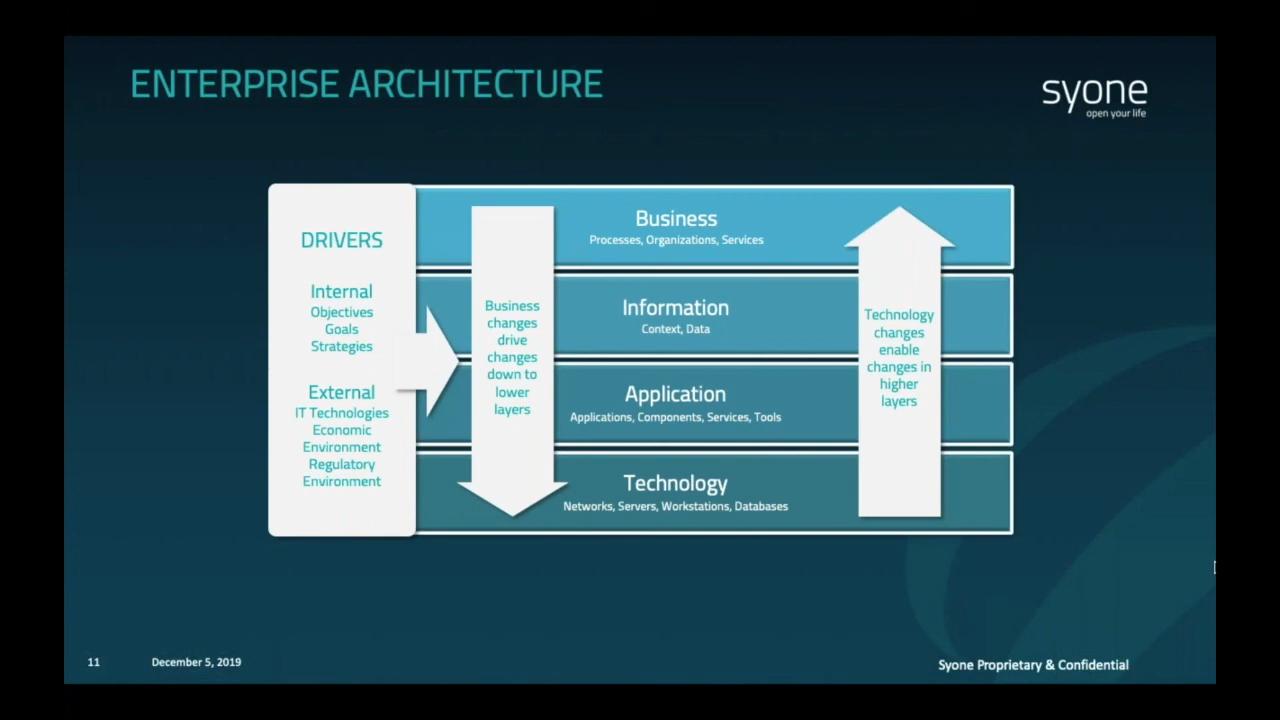 ENTERPRISE ARCHITECTURE
syone
open your life
DRIVERS
Internal
Objectives
Goals
Strategies
External
IT Technologies
Economic
Environment
Regulatory
Environment
Business
changes
drive
changes
down to
lower
layers
Business
Processes, Organizations, Services
Information
Context, Data
Application
Applications, Components, Services, Tools
Technology
Networks, Servers, Workstations, Databases
Technology
changes
enable
changes in
higher
layers
11
December 5, 2019
Syone Proprietary & Confidential